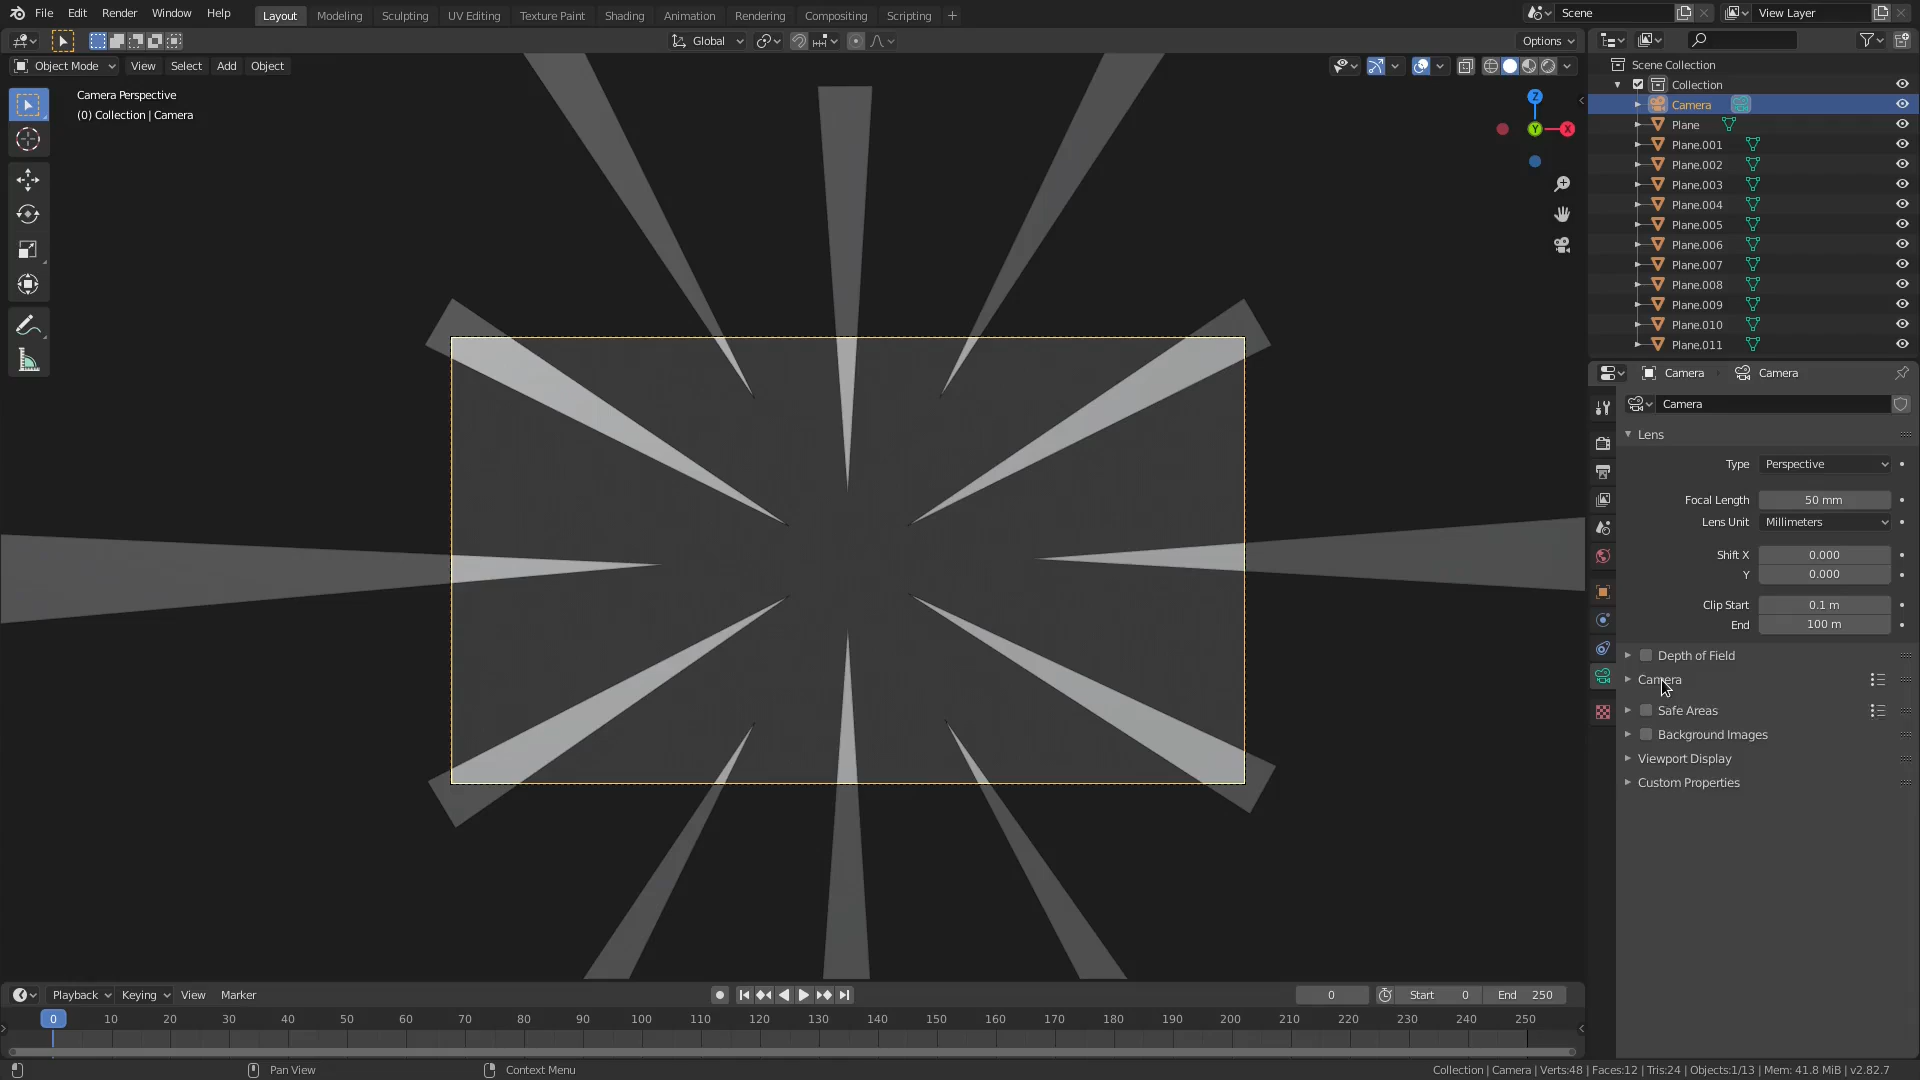 File Edit Render Window Help Layout Modeling Sculpting UV Editing Texture Paint Shading Animation Rendering Compositing Scripting + Scene View Layer
Global Options
Object Mode View Select Add Object
Camera Perspective
(0) Collection | Camera
Z
Y
X
Scene Collection
Collection
Camera
Plane
Plane.001
Plane.002
Plane.003
Plane.004
Plane.005
Plane.006
Plane.007
Plane.008
Plane.009
Plane.010
Plane.011
Camera Camera
Camera
Lens
Type Perspective
Focal Length 50 mm
Lens Unit Millimeters
Shift X 0.000
Y 0.000
Clip Start 0.1 m
End 100 m
Depth of Field
Camera
Safe Areas
Background Images
Viewport Display
Custom Properties
Playback Keying View Marker 0 Start 0 End 250
0 10 20 30 40 50 60 70 80 90 100 110 120 130 140 150 160 170 180 190 200 210 220 230 240 250
Pan View Context Menu Collection | Camera | Verts:48 | Faces:12 | Tris:24 | Objects:1/13 | Mem: 41.8 MiB | v2.82.7